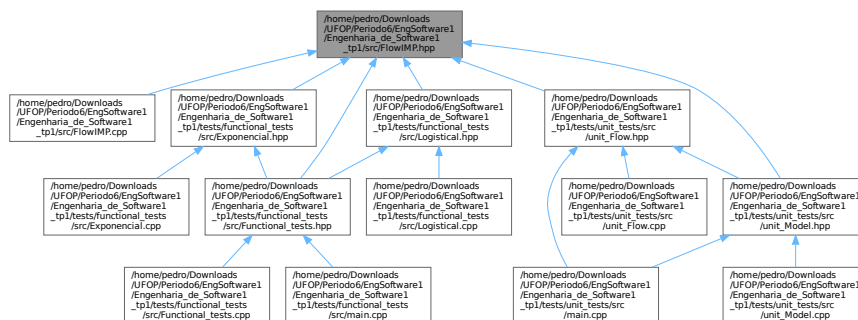 /home/pedro/Downloads
/UFOP/Periodo6/EngSoftware1
/Engenharia_de_Software1
_tp1/src/FlowIMP.hpp
/home/pedro/Downloads
/UFOP/Periodo6/EngSoftware1
/Engenharia_de_Software1
_tp1/src/FlowIMP.cpp
/home/pedro/Downloads
/UFOP/Periodo6/EngSoftware1
/Engenharia_de_Software1
_tp1/tests/functional_tests
/src/Exponencial.hpp
/home/pedro/Downloads
/UFOP/Periodo6/EngSoftware1
/Engenharia_de_Software1
_tp1/tests/functional_tests
/src/Logistical.hpp
/home/pedro/Downloads
/UFOP/Periodo6/EngSoftware1
/Engenharia_de_Software1
_tp1/tests/unit_tests/src
/unit_Flow.hpp
/home/pedro/Downloads
/UFOP/Periodo6/EngSoftware1
/Engenharia_de_Software1
_tp1/tests/functional_tests
/src/Exponencial.cpp
/home/pedro/Downloads
/UFOP/Periodo6/EngSoftware1
/Engenharia_de_Software1
_tp1/tests/functional_tests
/src/Functional_tests.hpp
/home/pedro/Downloads
/UFOP/Periodo6/EngSoftware1
/Engenharia_de_Software1
_tp1/tests/functional_tests
/src/Logistical.cpp
/home/pedro/Downloads
/UFOP/Periodo6/EngSoftware1
/Engenharia_de_Software1
_tp1/tests/unit_tests/src
/unit_Flow.cpp
/home/pedro/Downloads
/UFOP/Periodo6/EngSoftware1
/Engenharia_de_Software1
_tp1/tests/unit_tests/src
/unit_Model.hpp
/home/pedro/Downloads
/UFOP/Periodo6/EngSoftware1
/Engenharia_de_Software1
_tp1/tests/functional_tests
/src/Functional_tests.cpp
/home/pedro/Downloads
/UFOP/Periodo6/EngSoftware1
/Engenharia_de_Software1
_tp1/tests/functional_tests
/src/main.cpp
/home/pedro/Downloads
/UFOP/Periodo6/EngSoftware1
/Engenharia_de_Software1
_tp1/tests/unit_tests/src
/main.cpp
/home/pedro/Downloads
/UFOP/Periodo6/EngSoftware1
/Engenharia_de_Software1
_tp1/tests/unit_tests/src
/unit_Model.cpp